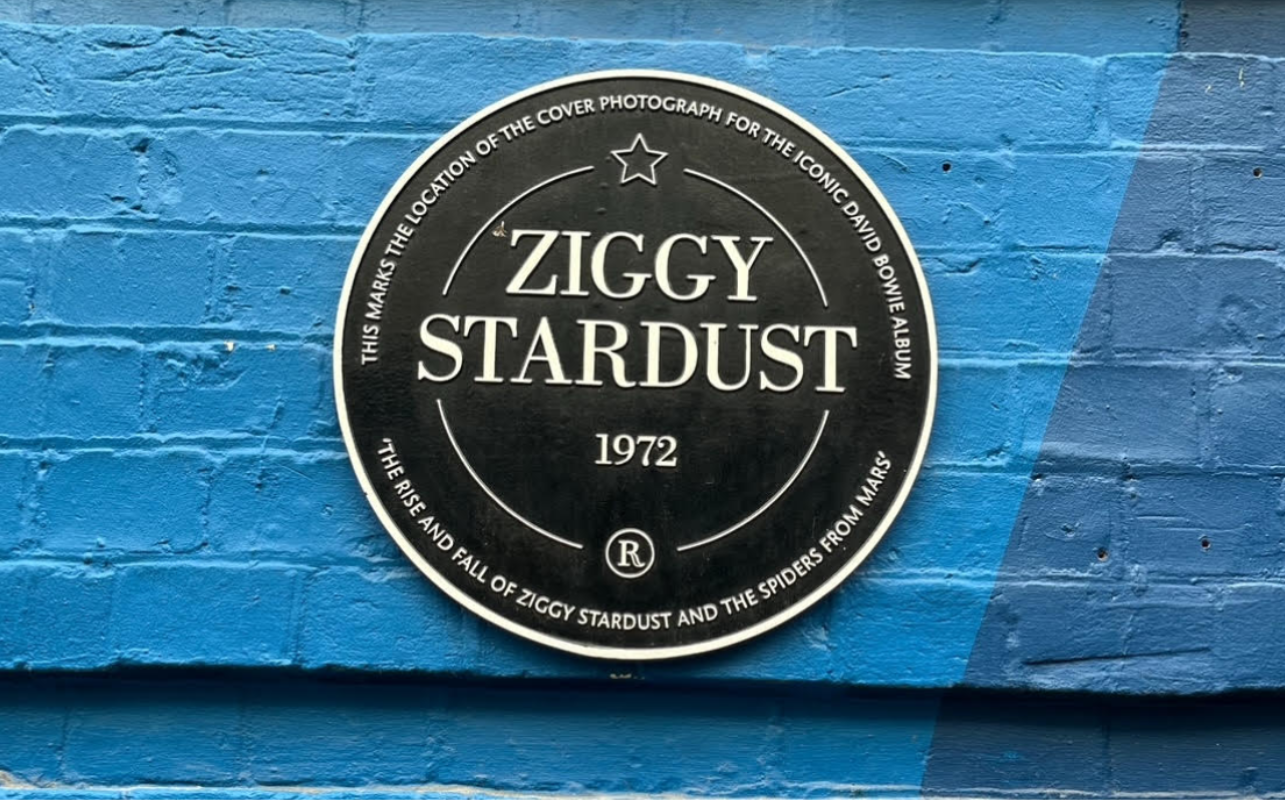 THIS MARKS THE LOCATION OF THE COVER PHOTOGRAPH FOR THE ICONIC DAVID BOWIE ALBUM
ZIGGY
STARDUST
1972
R
'THE RISE AND FALL OF ZIGGY STARDUST AND THE SPIDERS FROM MARS'